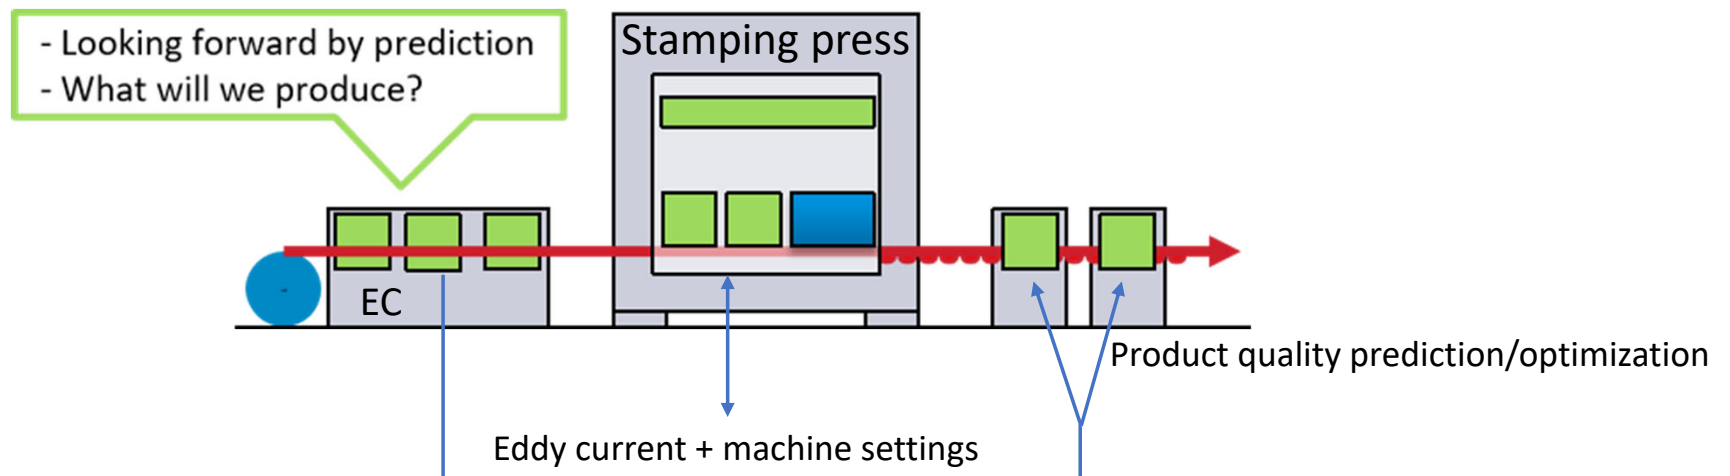 - Looking forward by prediction
- What will we produce?
Stamping press
EC
Product quality prediction/optimization
Eddy current + machine settings